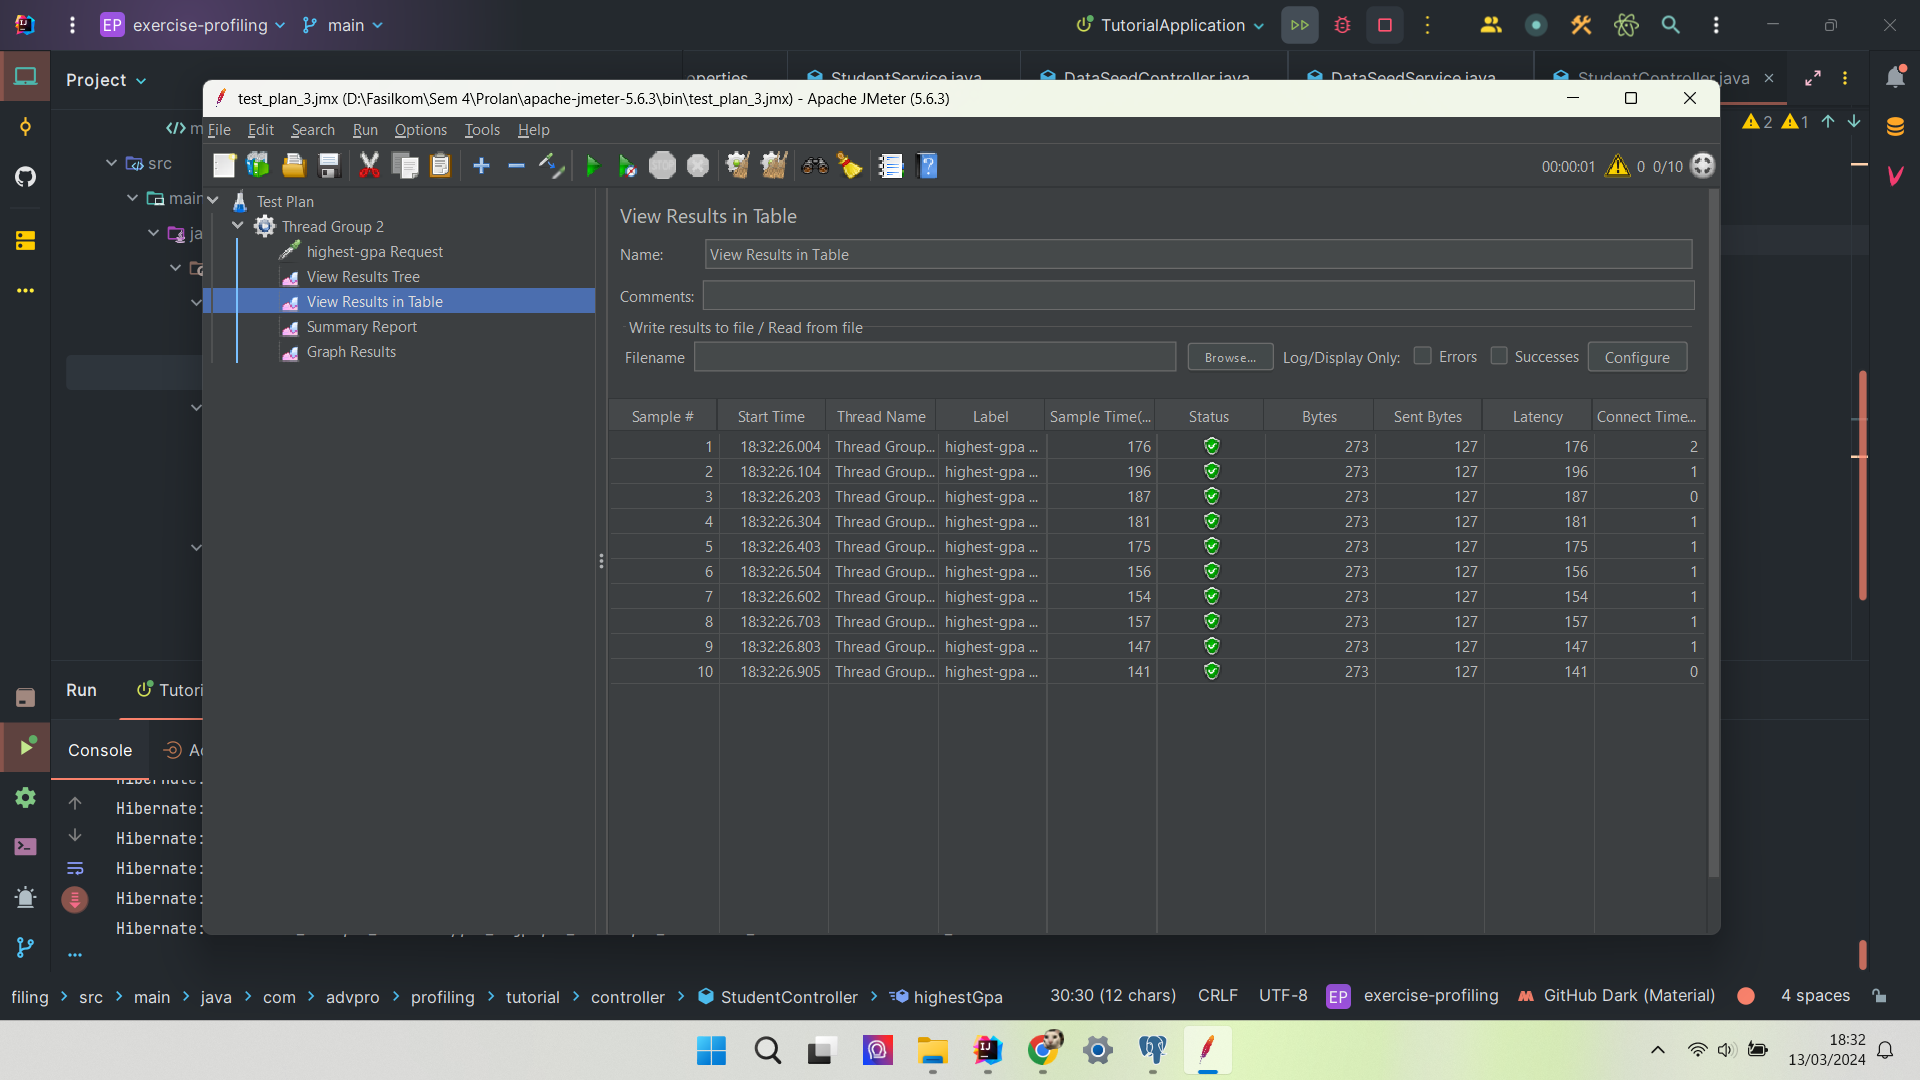 EP exercise-profiling main TutorialApplication
Project
StudentService.java DataSeedController.java DataSeedService.java StudentController.java
test_plan_3.jmx (D:\Fasilkom\Sem 4\Prolan\apache-jmeter-5.6.3\bin\test_plan_3.jmx) - Apache JMeter (5.6.3)
2 1
File Edit Search Run Options Tools Help
00:00:01 0 0/10
src
main
Test Plan
Thread Group 2
highest-gpa Request
View Results Tree
View Results in Table
Summary Report
Graph Results
View Results in Table
Name: View Results in Table
Comments:
Write results to file / Read from file
Filename Browse... Log/Display Only: Errors Successes Configure
Sample # Start Time Thread Name Label Sample Time(... Status Bytes Sent Bytes Latency Connect Time...
1 18:32:26.004 Thread Group... highest-gpa ... 176 273 127 176 2
2 18:32:26.104 Thread Group... highest-gpa ... 196 273 127 196 1
3 18:32:26.203 Thread Group... highest-gpa ... 187 273 127 187 0
4 18:32:26.304 Thread Group... highest-gpa ... 181 273 127 181 1
5 18:32:26.403 Thread Group... highest-gpa ... 175 273 127 175 1
6 18:32:26.504 Thread Group... highest-gpa ... 156 273 127 156 1
7 18:32:26.602 Thread Group... highest-gpa ... 154 273 127 154 1
8 18:32:26.703 Thread Group... highest-gpa ... 157 273 127 157 1
9 18:32:26.803 Thread Group... highest-gpa ... 147 273 127 147 1
10 18:32:26.905 Thread Group... highest-gpa ... 141 273 127 141 0
Run Tutori
Console
Hibernate:
Hibernate:
Hibernate:
Hibernate:
Hibernate:
Hibernate:
filing > src > main > java > com > advpro > profiling > tutorial > controller > StudentController > highestGpa 30:30 (12 chars) CRLF UTF-8 EP exercise-profiling GitHub Dark (Material) 4 spaces
18:32
13/03/2024